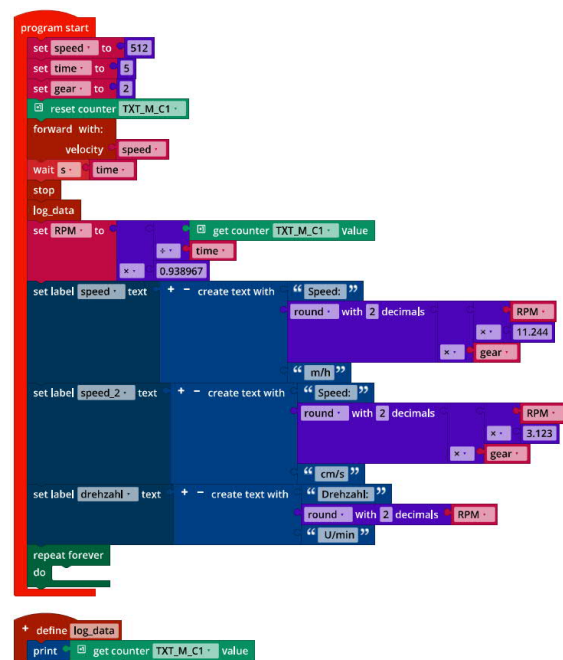 program start
set speed to 512
set time to 5
set gear to 2
reset counter TXT_M_C1
forward with:
velocity speed
wait s time
stop
log_data
set RPM to get counter TXT_M_C1 value
÷ time
× 0.938967
set label speed text + − create text with “ Speed: ”
round with 2 decimals RPM
× 11.244
× gear
“ m/h ”
set label speed_2 text + − create text with “ Speed: ”
round with 2 decimals RPM
× 3.123
× gear
“ cm/s ”
set label drehzahl text + − create text with “ Drehzahl: ”
round with 2 decimals RPM
“ U/min ”
repeat forever
do
+ define log_data
print get counter TXT_M_C1 value